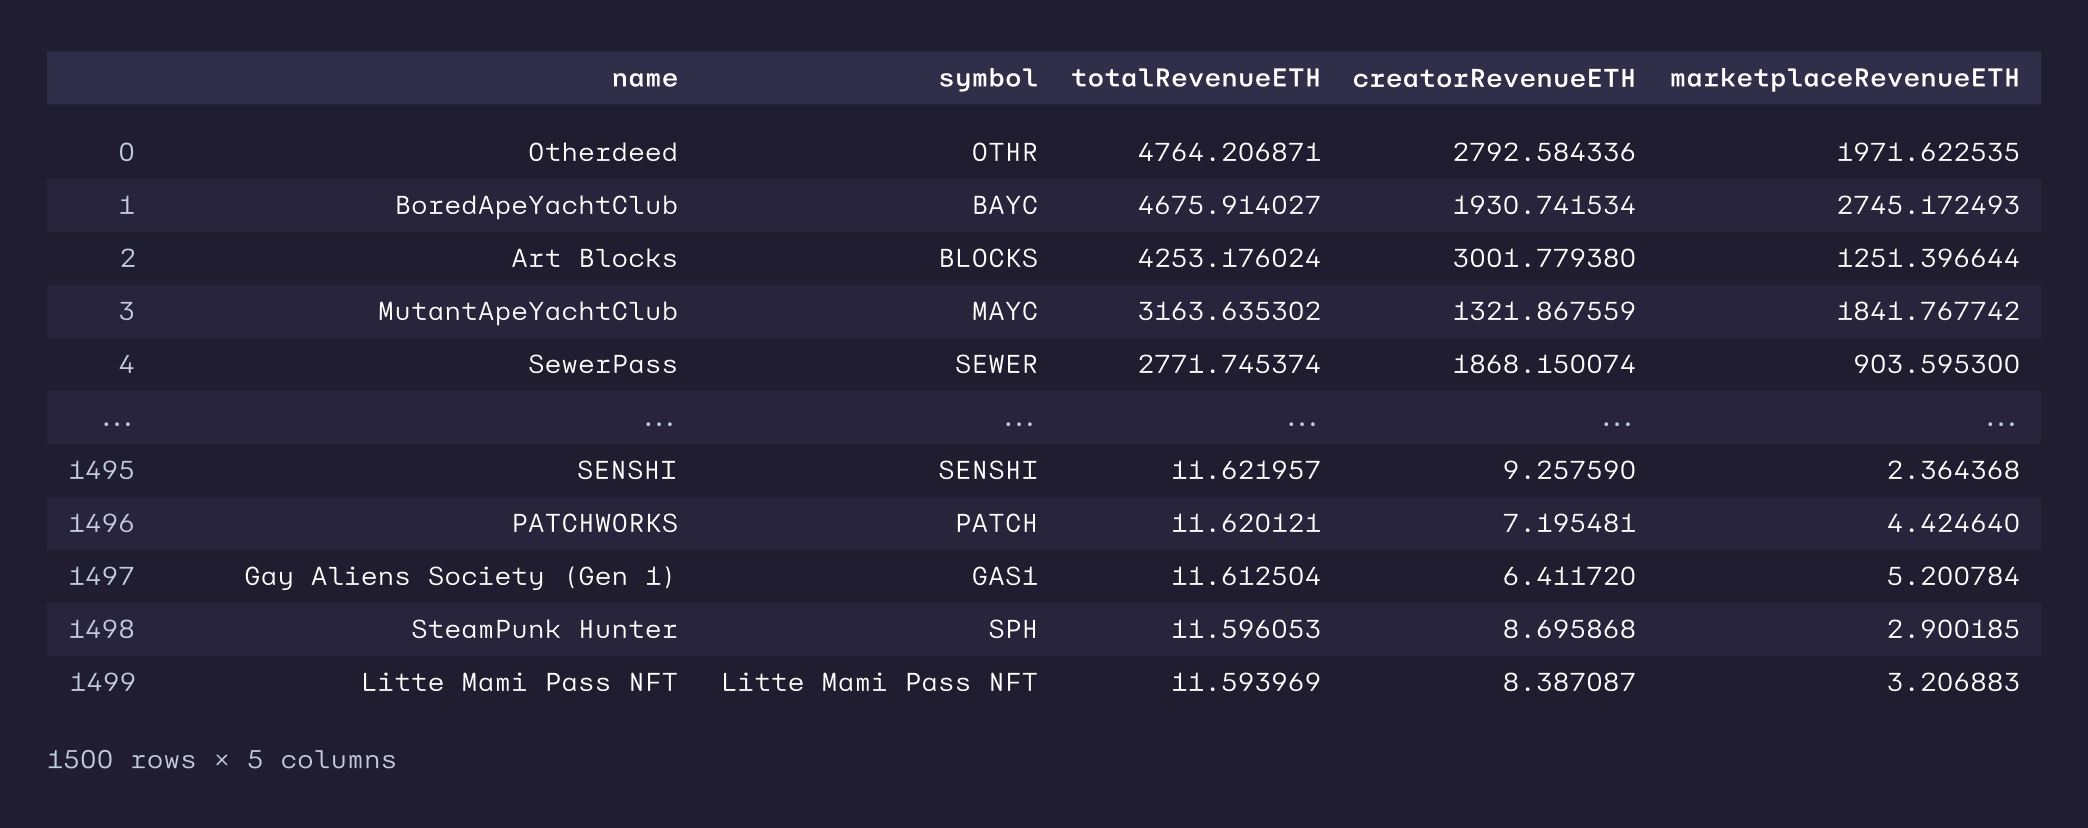 name symbol totalRevenueETH creatorRevenueETH marketplaceRevenueETH
0 Otherdeed OTHR 4764.206871 2792.584336 1971.622535
1 BoredApeYachtClub BAYC 4675.914027 1930.741534 2745.172493
2 Art Blocks BLOCKS 4253.176024 3001.779380 1251.396644
3 MutantApeYachtClub MAYC 3163.635302 1321.867559 1841.767742
4 SewerPass SEWER 2771.745374 1868.150074 903.595300
... ... ... ... ... ...
1495 SENSHI SENSHI 11.621957 9.257590 2.364368
1496 PATCHWORKS PATCH 11.620121 7.195481 4.424640
1497 Gay Aliens Society (Gen 1) GAS1 11.612504 6.411720 5.200784
1498 SteamPunk Hunter SPH 11.596053 8.695868 2.900185
1499 Litte Mami Pass NFT Litte Mami Pass NFT 11.593969 8.387087 3.206883
1500 rows × 5 columns